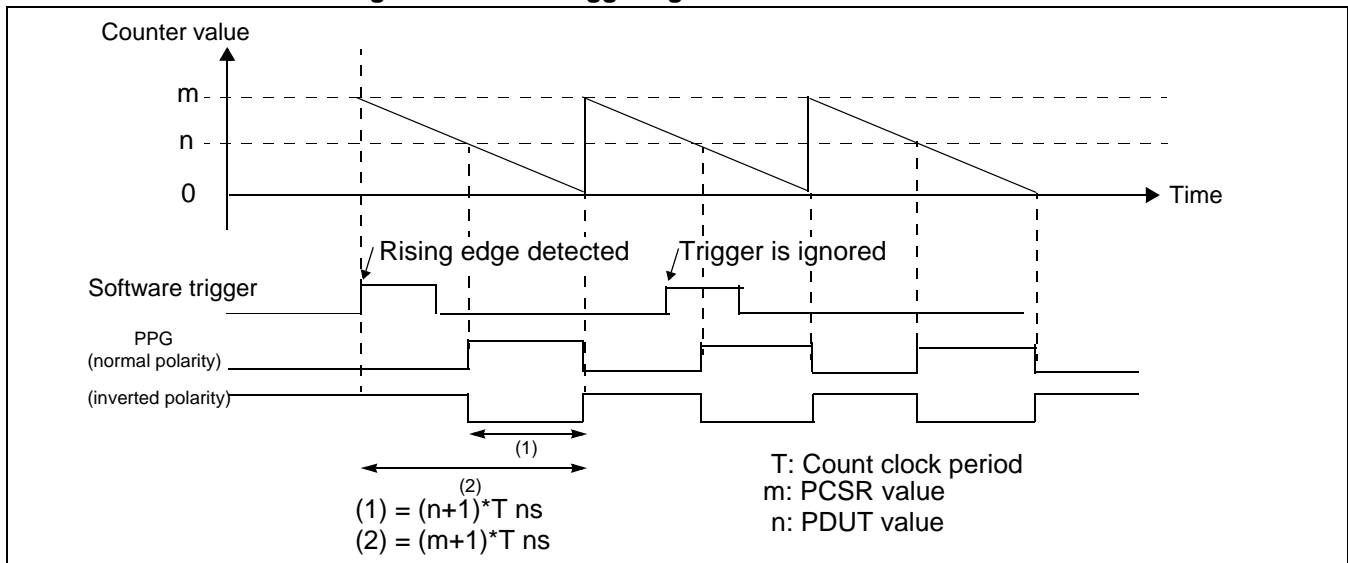 Counter value
m
n
0
Time
Rising edge detected
Trigger is ignored
Software trigger
PPG
(normal polarity)
(inverted polarity)
(1)
(2)
(1) = (n+1)*T ns
(2) = (m+1)*T ns
T: Count clock period
m: PCSR value
n: PDUT value